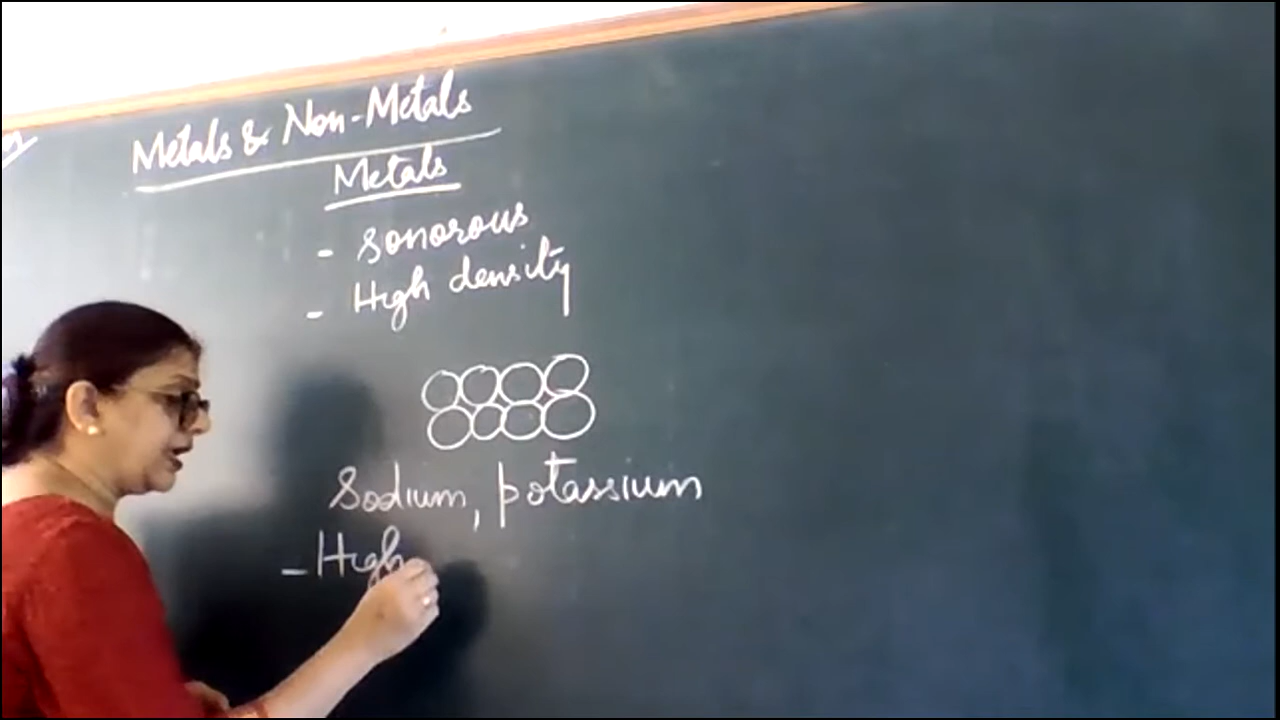 Metals & Non-Metals
Metals
- Sonorous
- High density
Sodium, potassium
- High